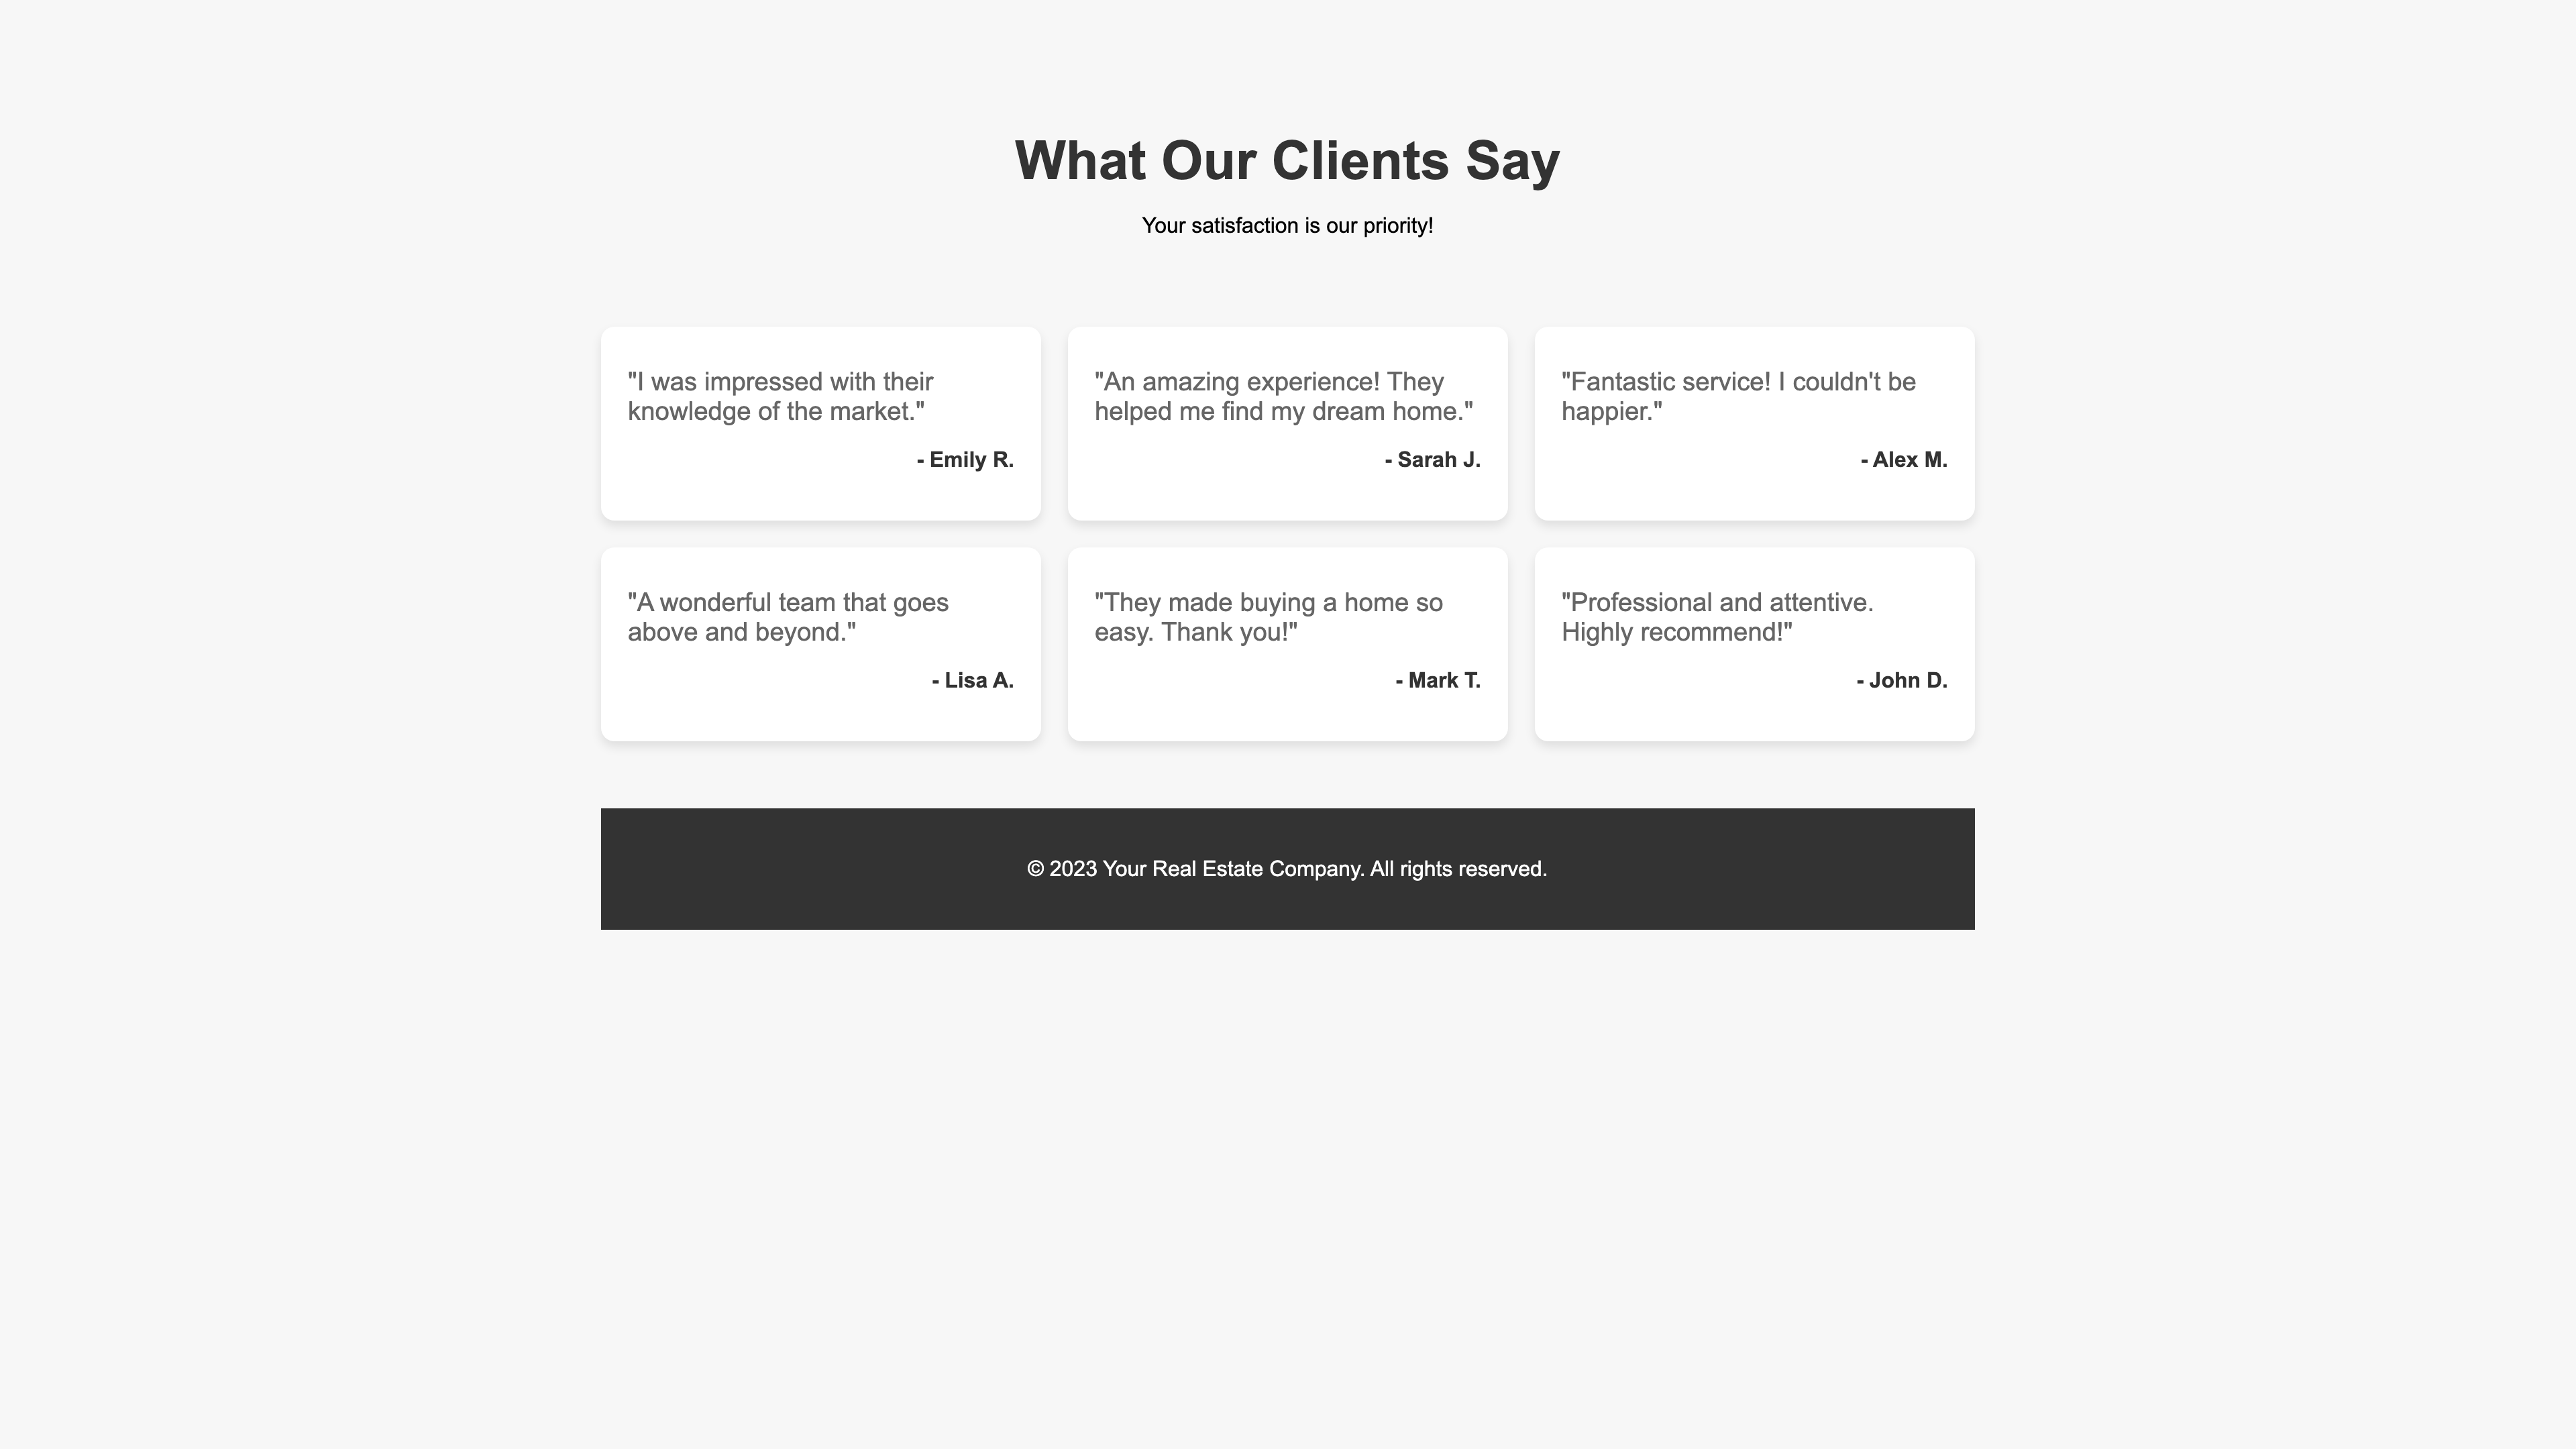 What Our Clients Say
Your satisfaction is our priority!
"I was impressed with their
knowledge of the market."
- Emily R.
"An amazing experience! They
helped me find my dream home."
- Sarah J.
"Fantastic service! I couldn't be
happier."
- Alex M.
"A wonderful team that goes
above and beyond."
- Lisa A.
"They made buying a home so
easy. Thank you!"
- Mark T.
"Professional and attentive.
Highly recommend!"
- John D.
© 2023 Your Real Estate Company. All rights reserved.